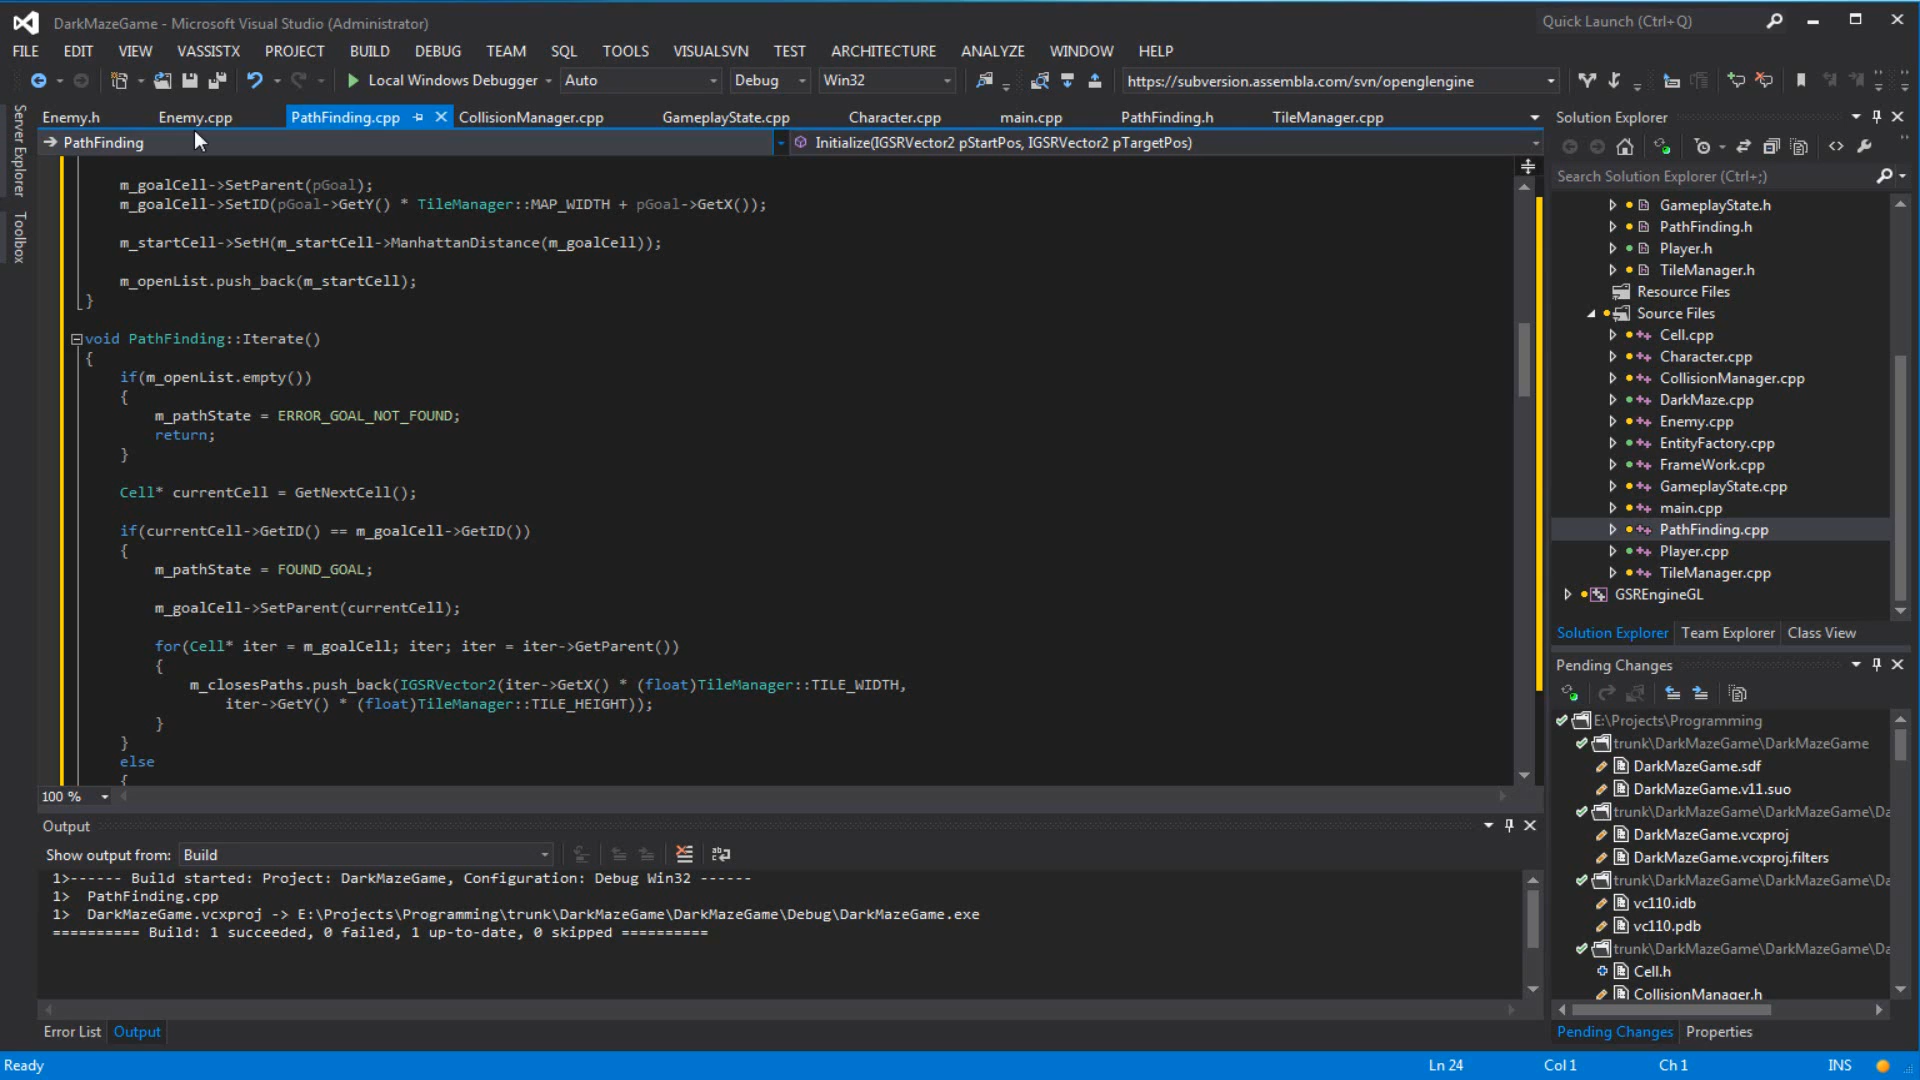 DarkMazeGame - Microsoft Visual Studio (Administrator)
Quick Launch (Ctrl+Q)
FILE EDIT VIEW VASSISTX PROJECT BUILD DEBUG TEAM SQL TOOLS VISUALSVN TEST ARCHITECTURE ANALYZE WINDOW HELP
Local Windows Debugger Auto Debug Win32 https://subversion.assembla.com/svn/openglengine
Server Explorer
Toolbox
Enemy.h Enemy.cpp PathFinding.cpp CollisionManager.cpp GameplayState.cpp Character.cpp main.cpp PathFinding.h TileManager.cpp
PathFinding Initialize(IGSRVector2 pStartPos, IGSRVector2 pTargetPos)
m_goalCell->SetParent(pGoal);
m_goalCell->SetID(pGoal->GetY() * TileManager::MAP_WIDTH + pGoal->GetX());
m_startCell->SetH(m_startCell->ManhattanDistance(m_goalCell));
m_openList.push_back(m_startCell);
}
void PathFinding::Iterate()
{
if(m_openList.empty())
{
m_pathState = ERROR_GOAL_NOT_FOUND;
return;
}
Cell* currentCell = GetNextCell();
if(currentCell->GetID() == m_goalCell->GetID())
{
m_pathState = FOUND_GOAL;
m_goalCell->SetParent(currentCell);
for(Cell* iter = m_goalCell; iter; iter = iter->GetParent())
{
m_closesPaths.push_back(IGSRVector2(iter->GetX() * (float)TileManager::TILE_WIDTH,
iter->GetY() * (float)TileManager::TILE_HEIGHT));
}
}
else
{
100 %
Output
Show output from: Build
1>------ Build started: Project: DarkMazeGame, Configuration: Debug Win32 ------
1> PathFinding.cpp
1> DarkMazeGame.vcxproj -> E:\Projects\Programming\trunk\DarkMazeGame\DarkMazeGame\Debug\DarkMazeGame.exe
========== Build: 1 succeeded, 0 failed, 1 up-to-date, 0 skipped ==========
Error List Output
Solution Explorer
Search Solution Explorer (Ctrl+;)
GameplayState.h
PathFinding.h
Player.h
TileManager.h
Resource Files
Source Files
Cell.cpp
Character.cpp
CollisionManager.cpp
DarkMaze.cpp
Enemy.cpp
EntityFactory.cpp
FrameWork.cpp
GameplayState.cpp
main.cpp
PathFinding.cpp
Player.cpp
TileManager.cpp
GSREngineGL
Solution Explorer Team Explorer Class View
Pending Changes
E:\Projects\Programming
trunk\DarkMazeGame\DarkMazeGame
DarkMazeGame.sdf
DarkMazeGame.v11.suo
trunk\DarkMazeGame\DarkMazeGame\Da
DarkMazeGame.vcxproj
DarkMazeGame.vcxproj.filters
trunk\DarkMazeGame\DarkMazeGame\Da
vc110.idb
vc110.pdb
trunk\DarkMazeGame\DarkMazeGame\Da
Cell.h
CollisionManager.h
Pending Changes Properties
Ready Ln 24 Col 1 Ch 1 INS